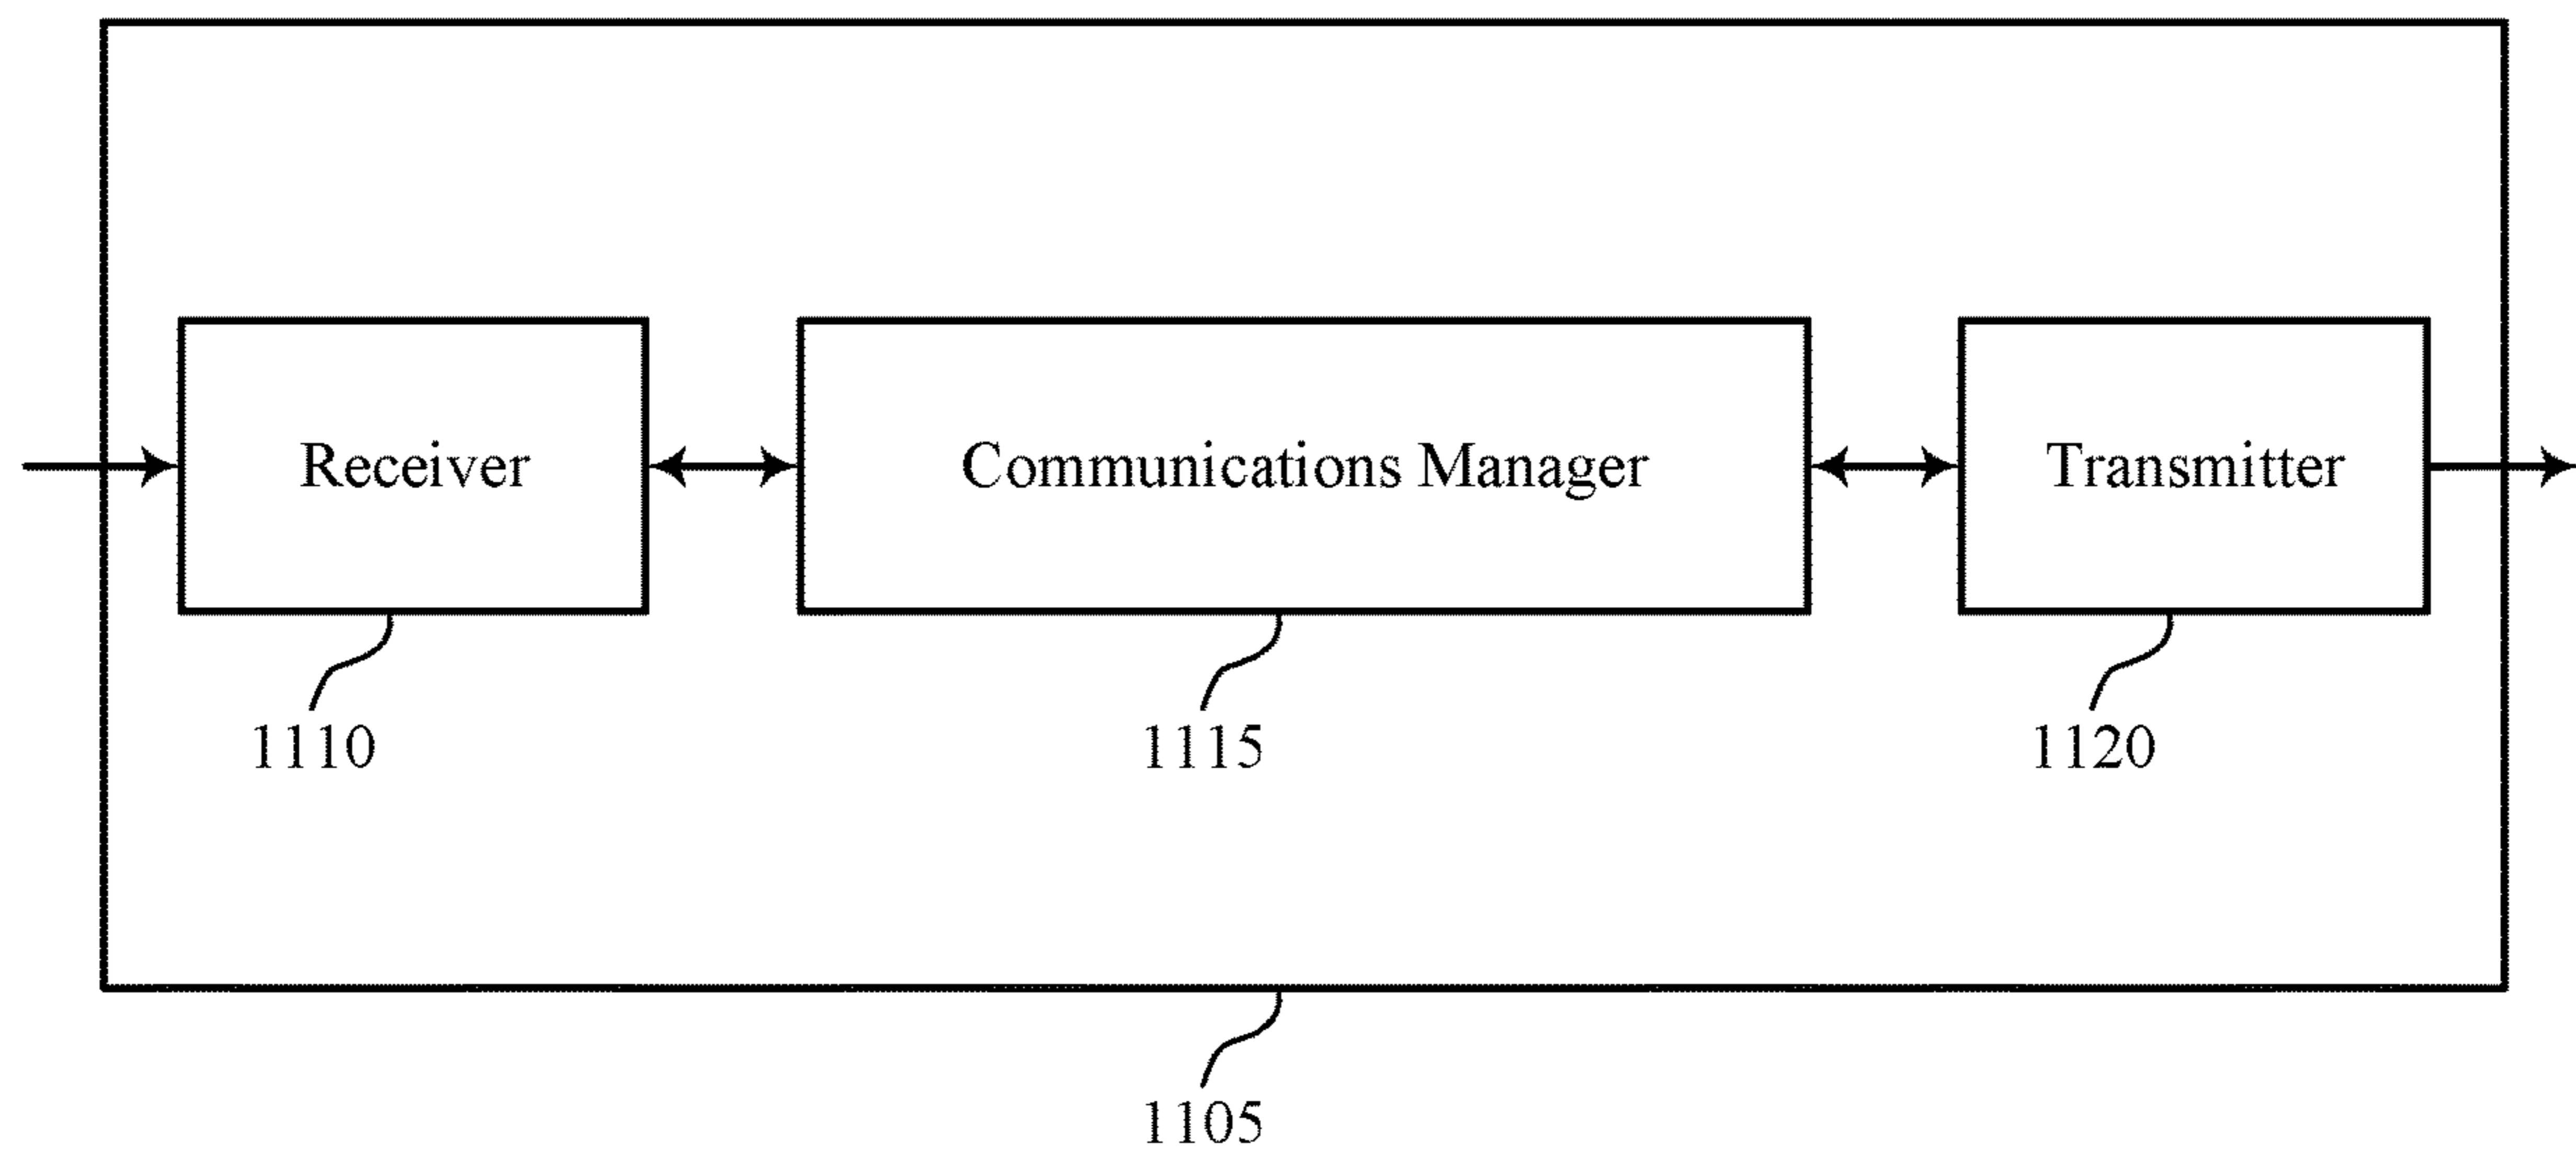 Receiver
Communications Manager
Transmitter
1110
1115
1120
1105